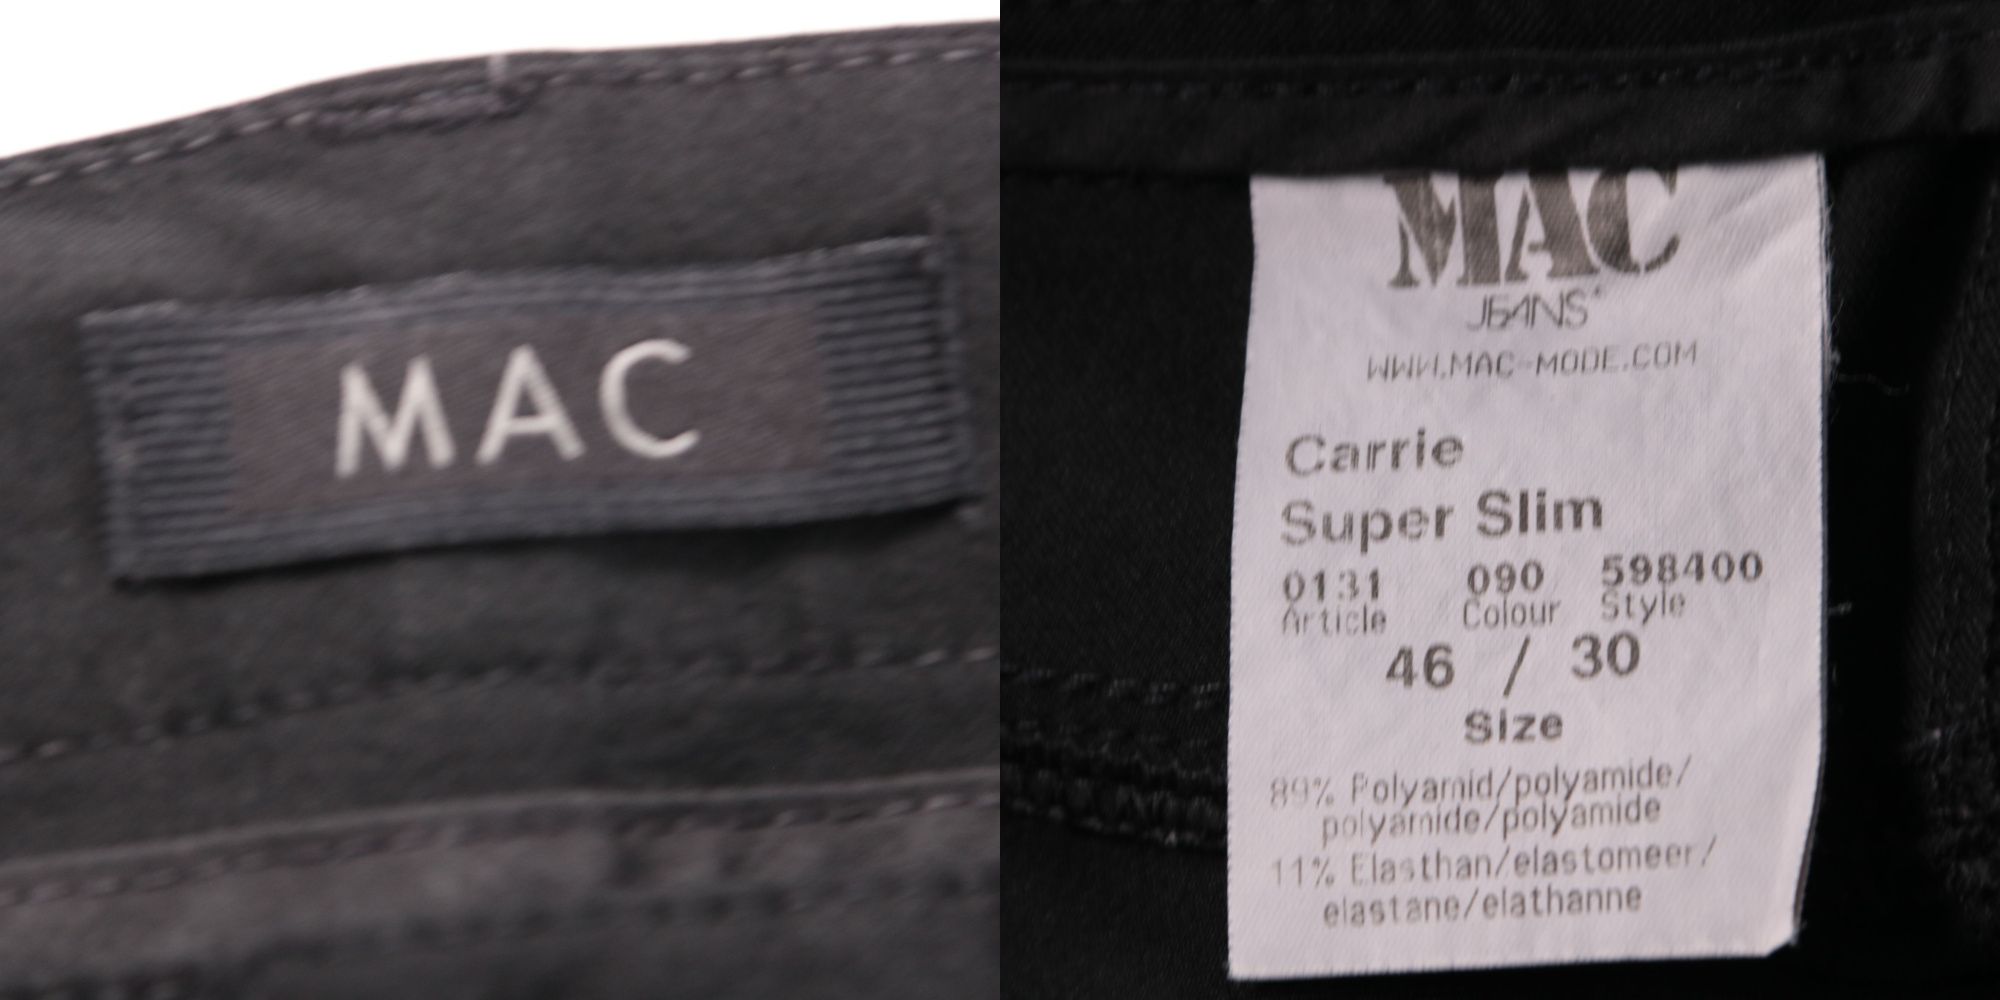 MAC
MAC
JEANS
WWW.MAC-MODE.COM
Carrie
Super Slim
0131 090 598400
Article Colour Style
46 / 30
Size
89% Polyamid/polyamide/
polyamide/polyamide
11% Elasthan/elastomeer/
elastane/elathanne